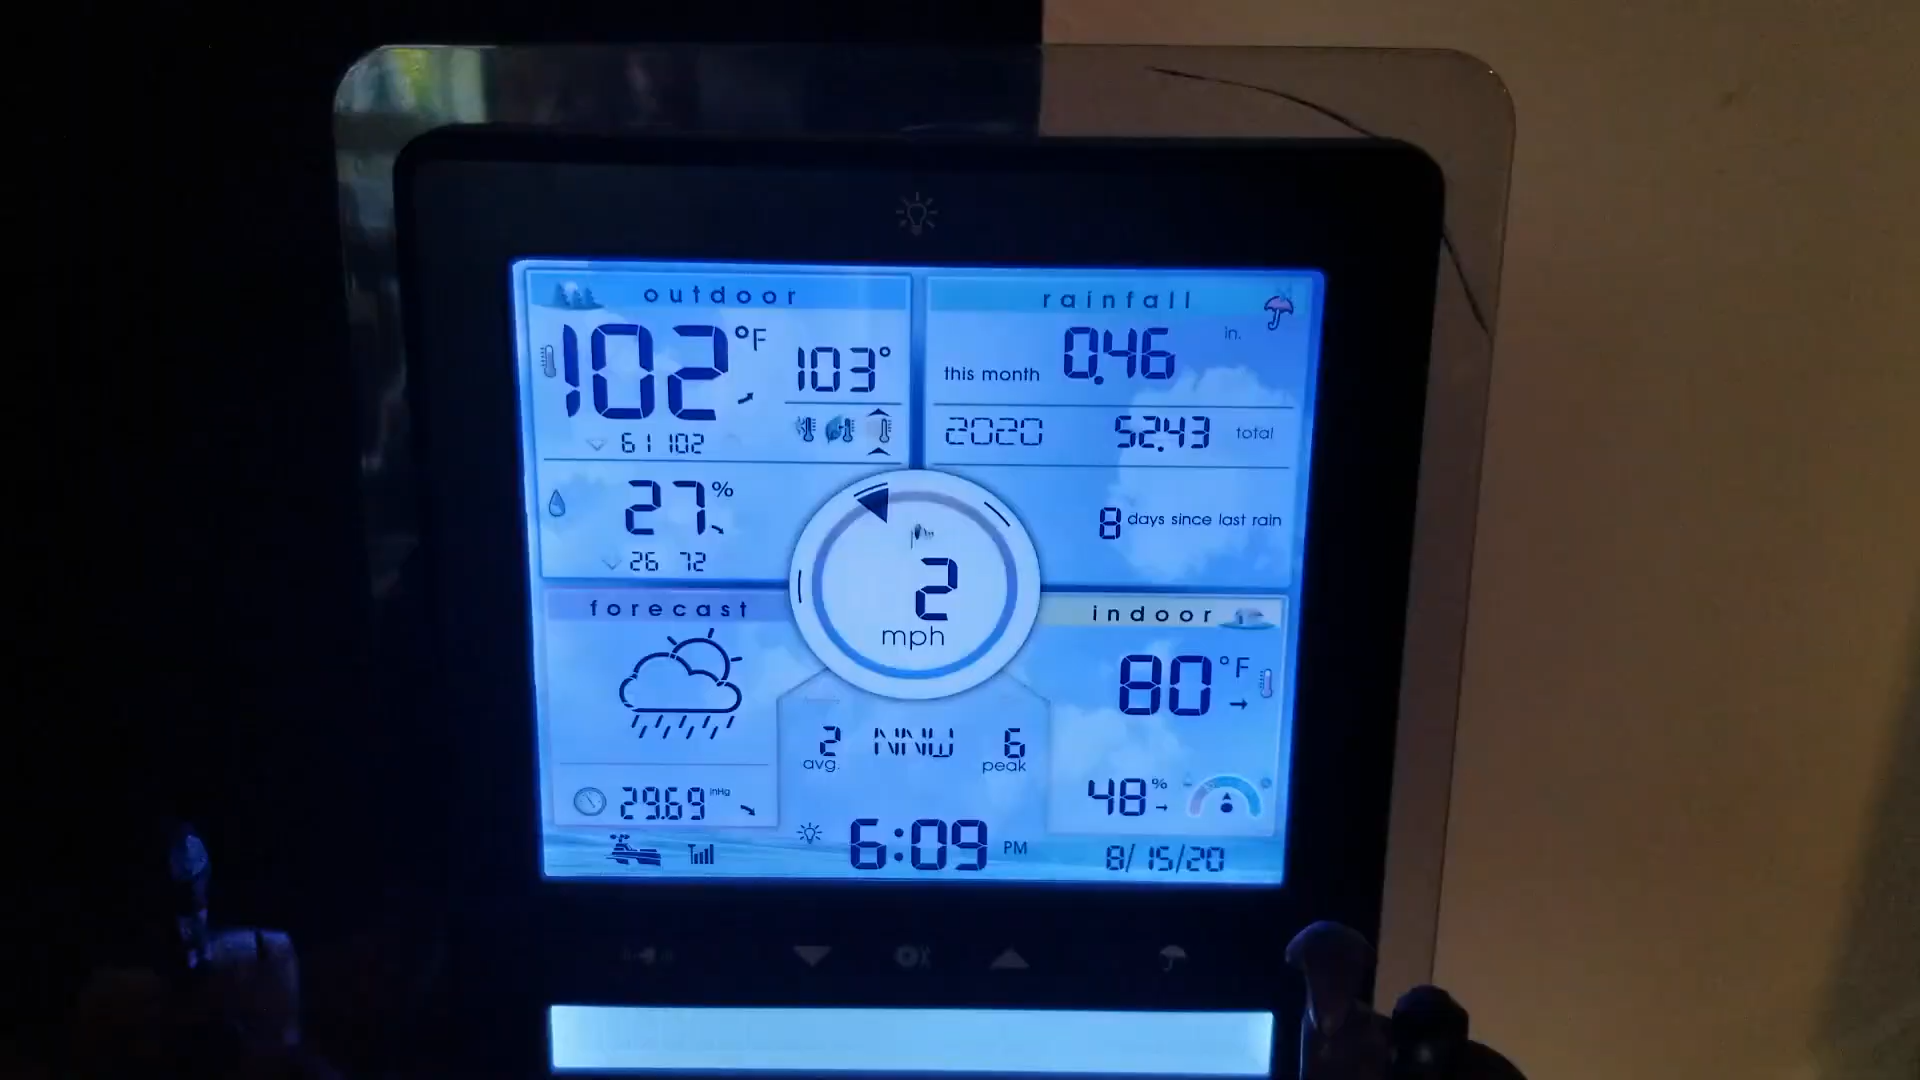 outdoor
102 °F
103°
61 102
27 %
26 72
rainfall
in.
this month 0.46
2020 52.43 total
8 days since last rain
2
mph
forecast
29.69 inHg
2 NNW 6
avg. peak
indoor
80 °F
48 %
6:09 PM
8/15/20